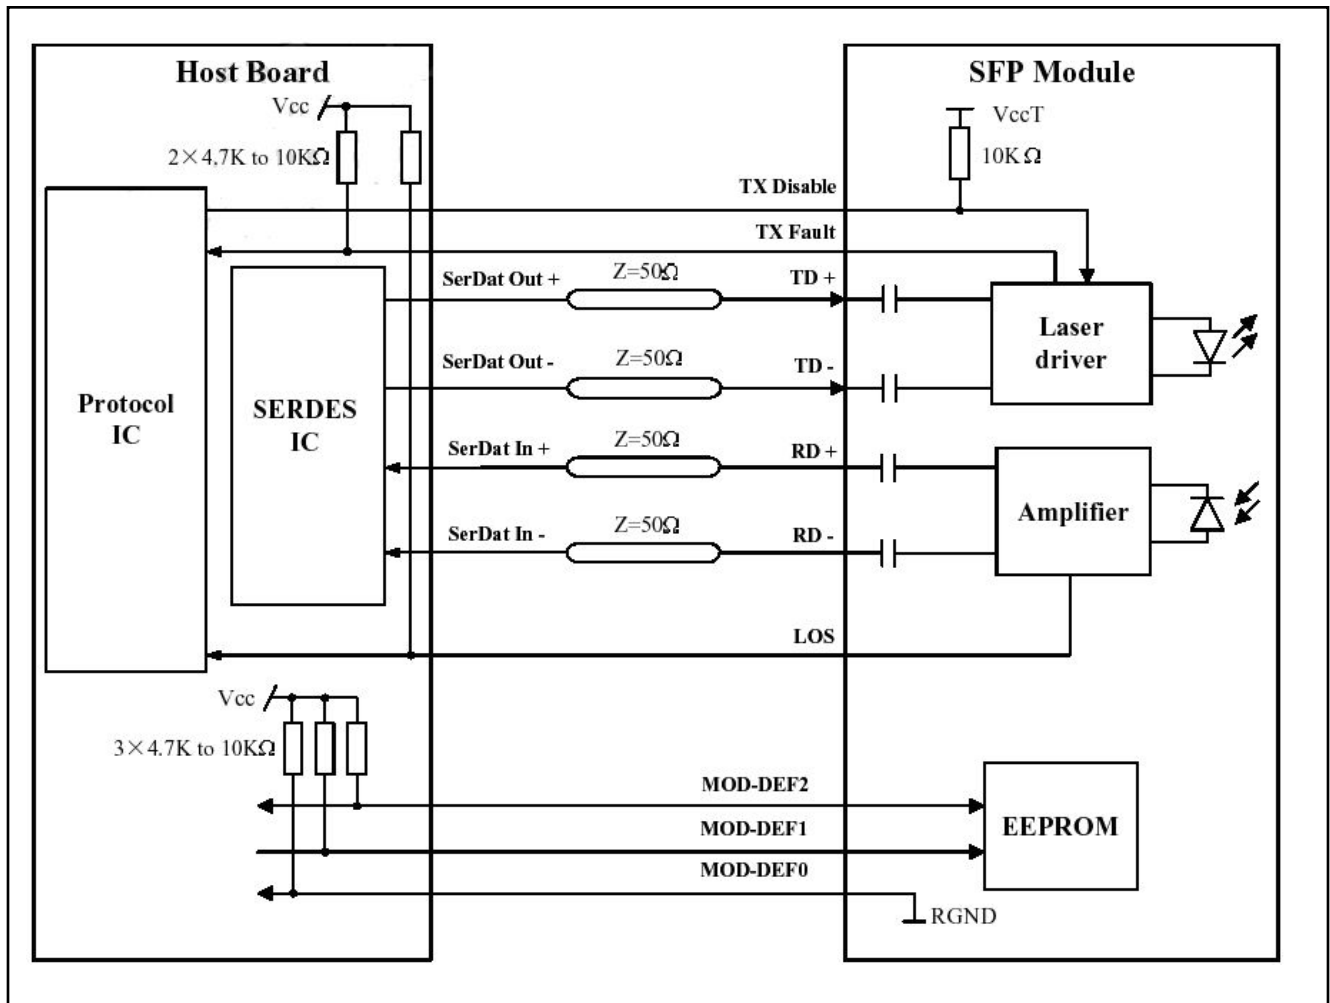 Host Board
SFP Module
Vcc
VccT
2×4.7K to 10KΩ
10KΩ
TX Disable
TX Fault
SerDat Out +
Z=50Ω
TD +
Laser
driver
SerDat Out -
Z=50Ω
TD -
Protocol
IC
SERDES
IC
SerDat In +
Z=50Ω
RD +
Amplifier
SerDat In -
Z=50Ω
RD -
LOS
Vcc
3×4.7K to 10KΩ
MOD-DEF2
MOD-DEF1
EEPROM
MOD-DEF0
RGND